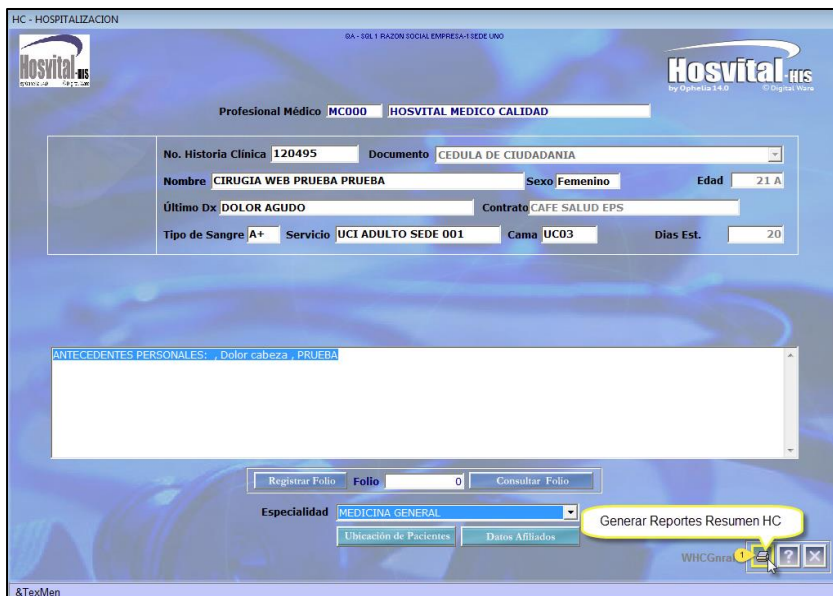 HC - HOSPITALIZACION
GA - SGL 1 RAZON SOCIAL EMPRESA-1 SEDE UNO
Hosvital-HIS
Hosvital-HIS
by Ophelia 14.0 © Digital Ware
Profesional Médico MC000 HOSVITAL MEDICO CALIDAD
No. Historia Clínica 120495 Documento CEDULA DE CIUDADANIA
Nombre CIRUGIA WEB PRUEBA PRUEBA Sexo Femenino Edad 21 A
Último Dx DOLOR AGUDO Contrato CAFE SALUD EPS
Tipo de Sangre A+ Servicio UCI ADULTO SEDE 001 Cama UC03 Dias Est. 20
ANTECEDENTES PERSONALES: , Dolor cabeza , PRUEBA
Registrar Folio Folio 0 Consultar Folio
Especialidad MEDICINA GENERAL
Generar Reportes Resumen HC
Ubicación de Pacientes Datos Afiliados
WHCGnral 1 ? X
&TexMen